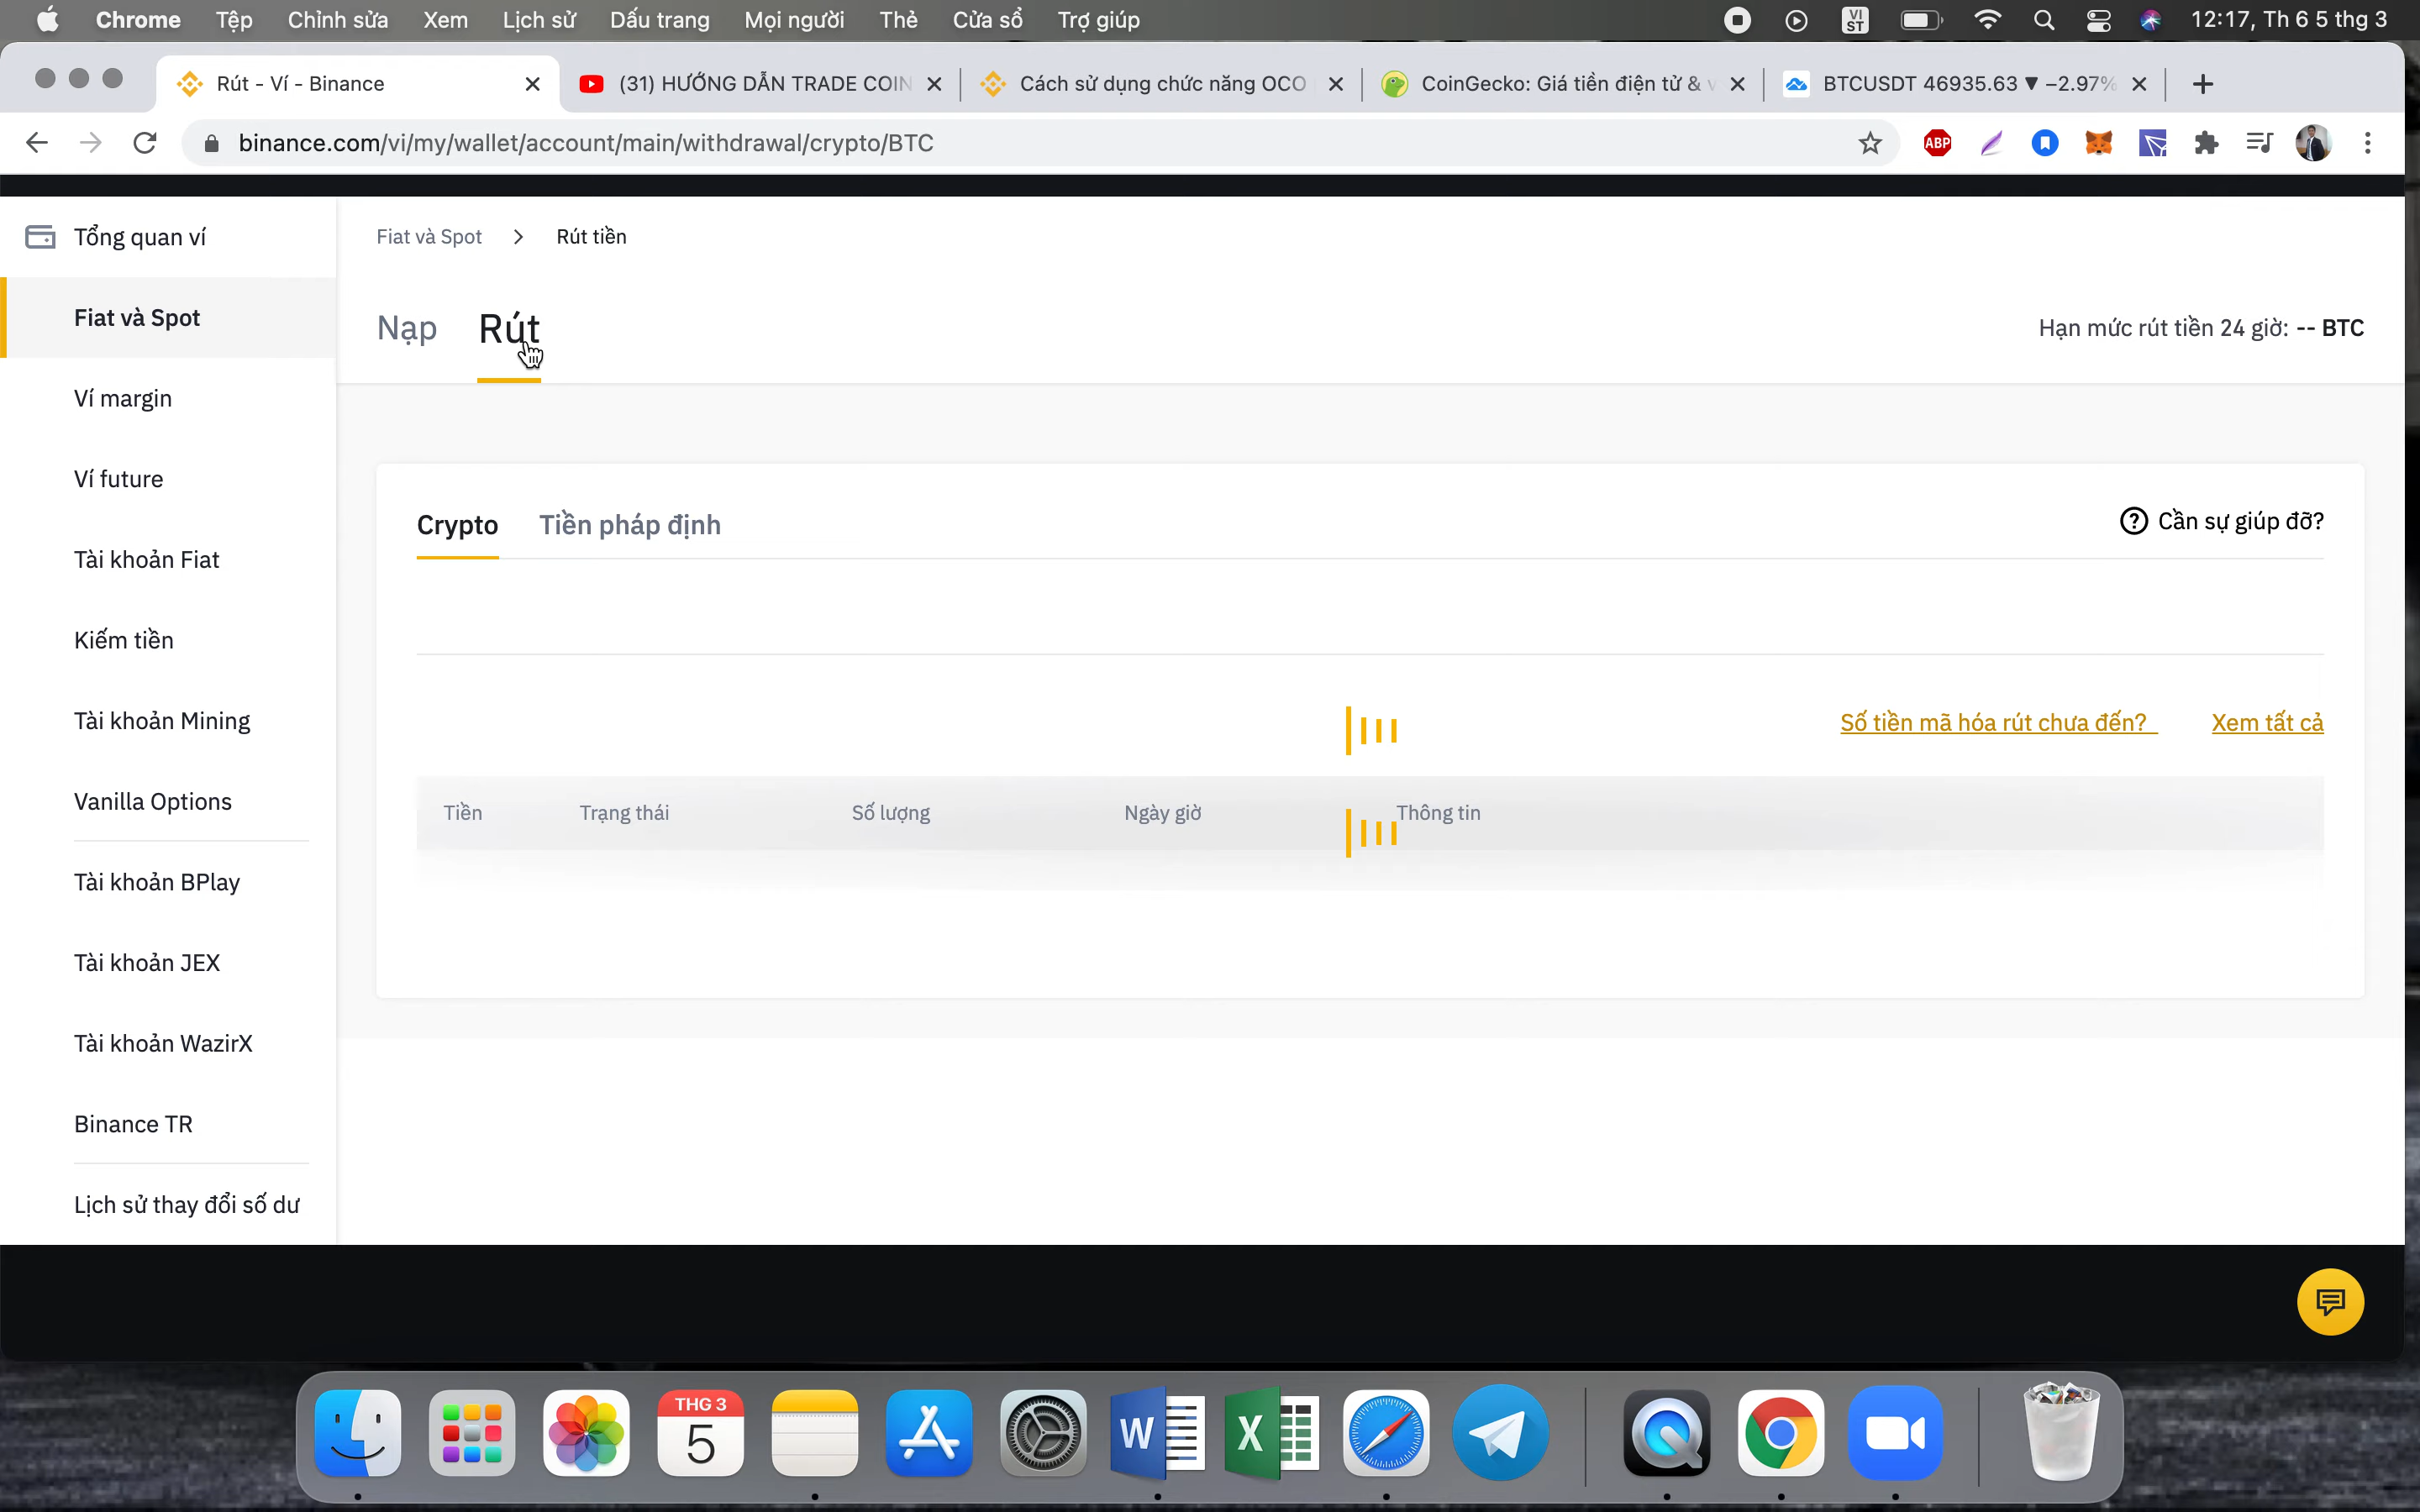 Chrome Tệp Chỉnh sửa Xem Lịch sử Dấu trang Mọi người Thẻ Cửa sổ Trợ giúp VI ST 12:17, Th 6 5 thg 3
Rút - Ví - Binance (31) HƯỚNG DẪN TRADE COIN Cách sử dụng chức năng OCO CoinGecko: Giá tiền điện tử & BTCUSDT 46935.63 ▼ −2.97%
binance.com/vi/my/wallet/account/main/withdrawal/crypto/BTC ABP
Tổng quan ví
Fiat và Spot
Ví margin
Ví future
Tài khoản Fiat
Kiếm tiền
Tài khoản Mining
Vanilla Options
Tài khoản BPlay
Tài khoản JEX
Tài khoản WazirX
Binance TR
Lịch sử thay đổi số dư
Fiat và Spot > Rút tiền
Nạp Rút Hạn mức rút tiền 24 giờ: -- BTC
Crypto Tiền pháp định Cần sự giúp đỡ?
Số tiền mã hóa rút chưa đến? Xem tất cả
Tiền Trạng thái Số lượng Ngày giờ Thông tin
THG 3
5
W
X